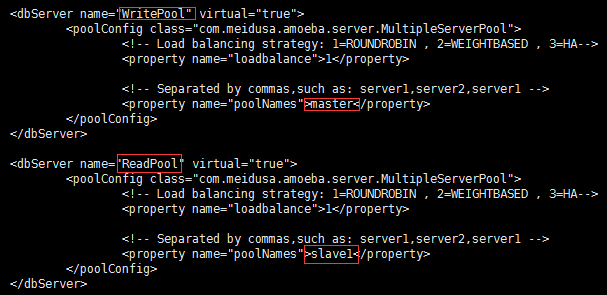 <dbServer name="WritePool" virtual="true">
<poolConfig class="com.meidusa.amoeba.server.MultipleServerPool">
<!-- Load balancing strategy: 1=ROUNDROBIN , 2=WEIGHTBASED , 3=HA-->
<property name="loadbalance">1</property>
<!-- Separated by commas,such as: server1,server2,server1 -->
<property name="poolNames">master</property>
</poolConfig>
</dbServer>
<dbServer name="ReadPool" virtual="true">
<poolConfig class="com.meidusa.amoeba.server.MultipleServerPool">
<!-- Load balancing strategy: 1=ROUNDROBIN , 2=WEIGHTBASED , 3=HA-->
<property name="loadbalance">1</property>
<!-- Separated by commas,such as: server1,server2,server1 -->
<property name="poolNames">slave1</property>
</poolConfig>
</dbServer>